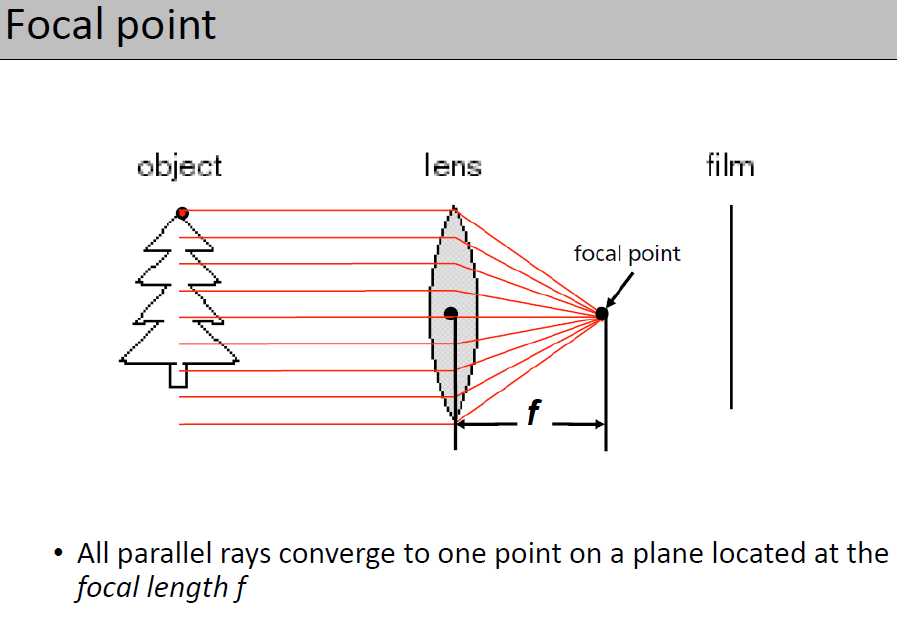 Focal point
object
lens
film
focal point
f
• All parallel rays converge to one point on a plane located at the
focal length f